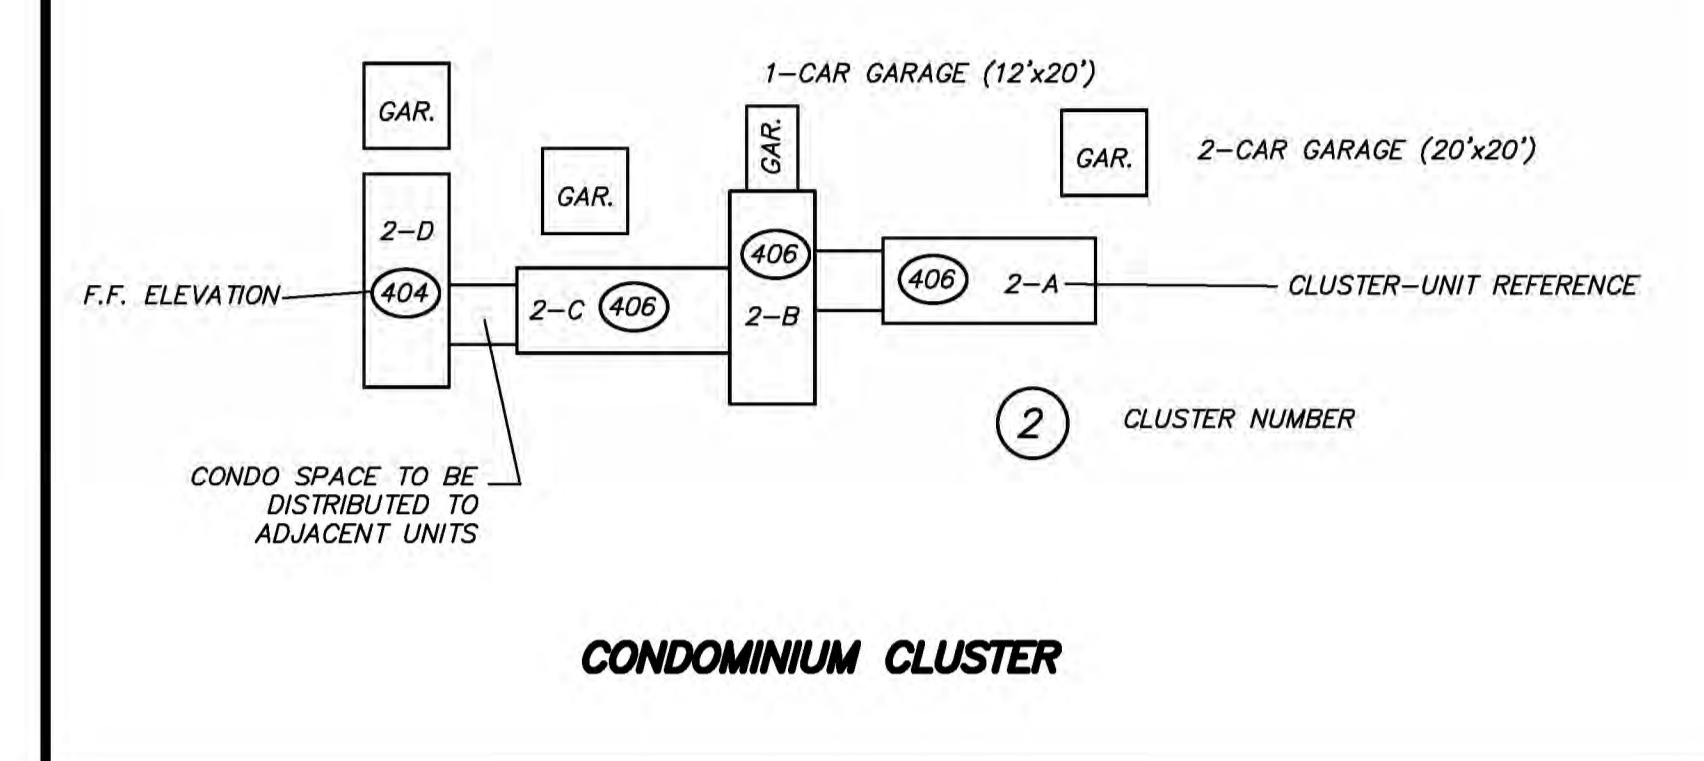 1-CAR GARAGE (12'x20')
GAR.
GAR.
GAR.
2-CAR GARAGE (20'x20')
GAR.
2-D
406
406
2-A
CLUSTER-UNIT REFERENCE
F.F. ELEVATION
404
2-C
406
2-B
2
CLUSTER NUMBER
CONDO SPACE TO BE
DISTRIBUTED TO
ADJACENT UNITS
CONDOMINIUM CLUSTER